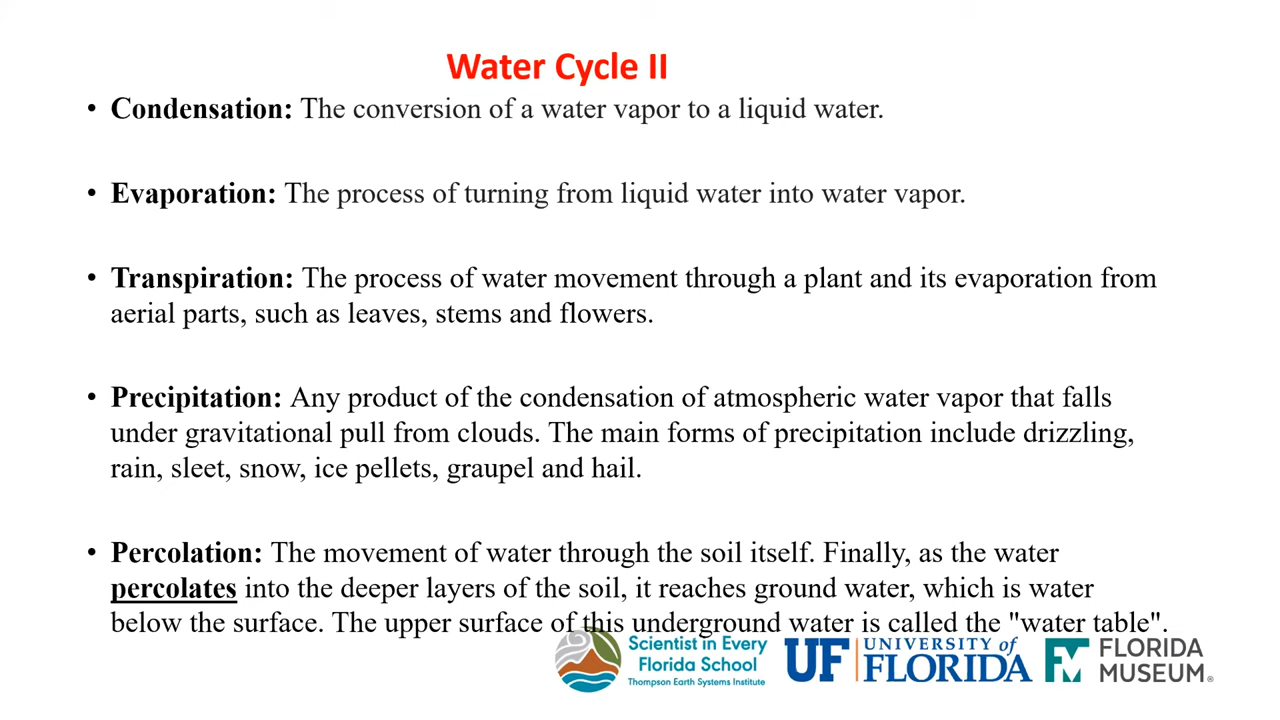 Water Cycle II
• Condensation: The conversion of a water vapor to a liquid water.
• Evaporation: The process of turning from liquid water into water vapor.
• Transpiration: The process of water movement through a plant and its evaporation from
aerial parts, such as leaves, stems and flowers.
• Precipitation: Any product of the condensation of atmospheric water vapor that falls
under gravitational pull from clouds. The main forms of precipitation include drizzling,
rain, sleet, snow, ice pellets, graupel and hail.
• Percolation: The movement of water through the soil itself. Finally, as the water
percolates into the deeper layers of the soil, it reaches ground water, which is water
below the surface. The upper surface of this underground water is called the "water table".
Scientist in Every
Florida School
Thompson Earth Systems Institute
UF UNIVERSITY of
FLORIDA
FM FLORIDA
MUSEUM®